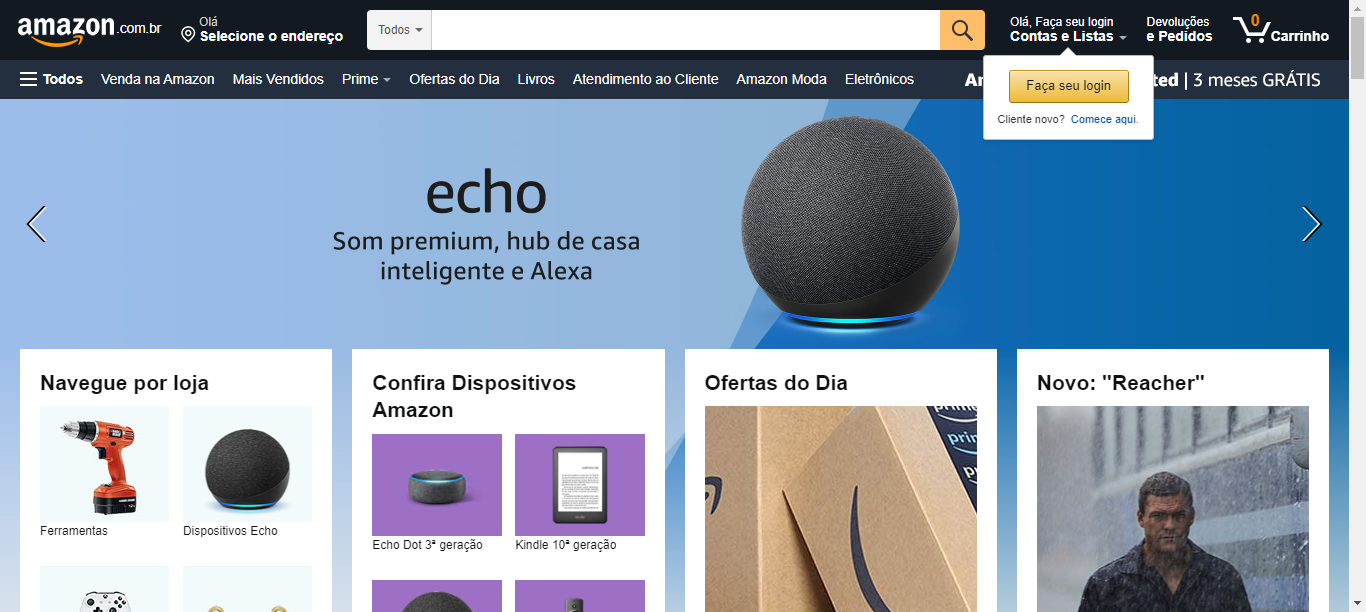 amazon.com.br
Olá
Selecione o endereço
Todos
Olá, Faça seu login
Contas e Listas
Devoluções
e Pedidos
0
Carrinho
Todos
Venda na Amazon
Mais Vendidos
Prime
Ofertas do Dia
Livros
Atendimento ao Cliente
Amazon Moda
Eletrônicos
| 3 meses GRÁTIS
Faça seu login
Cliente novo? Comece aqui.
echo
Som premium, hub de casa
inteligente e Alexa
Navegue por loja
Ferramentas
Dispositivos Echo
Confira Dispositivos
Amazon
Echo Dot 3ª geração
Kindle 10ª geração
Ofertas do Dia
prime
Novo: "Reacher"